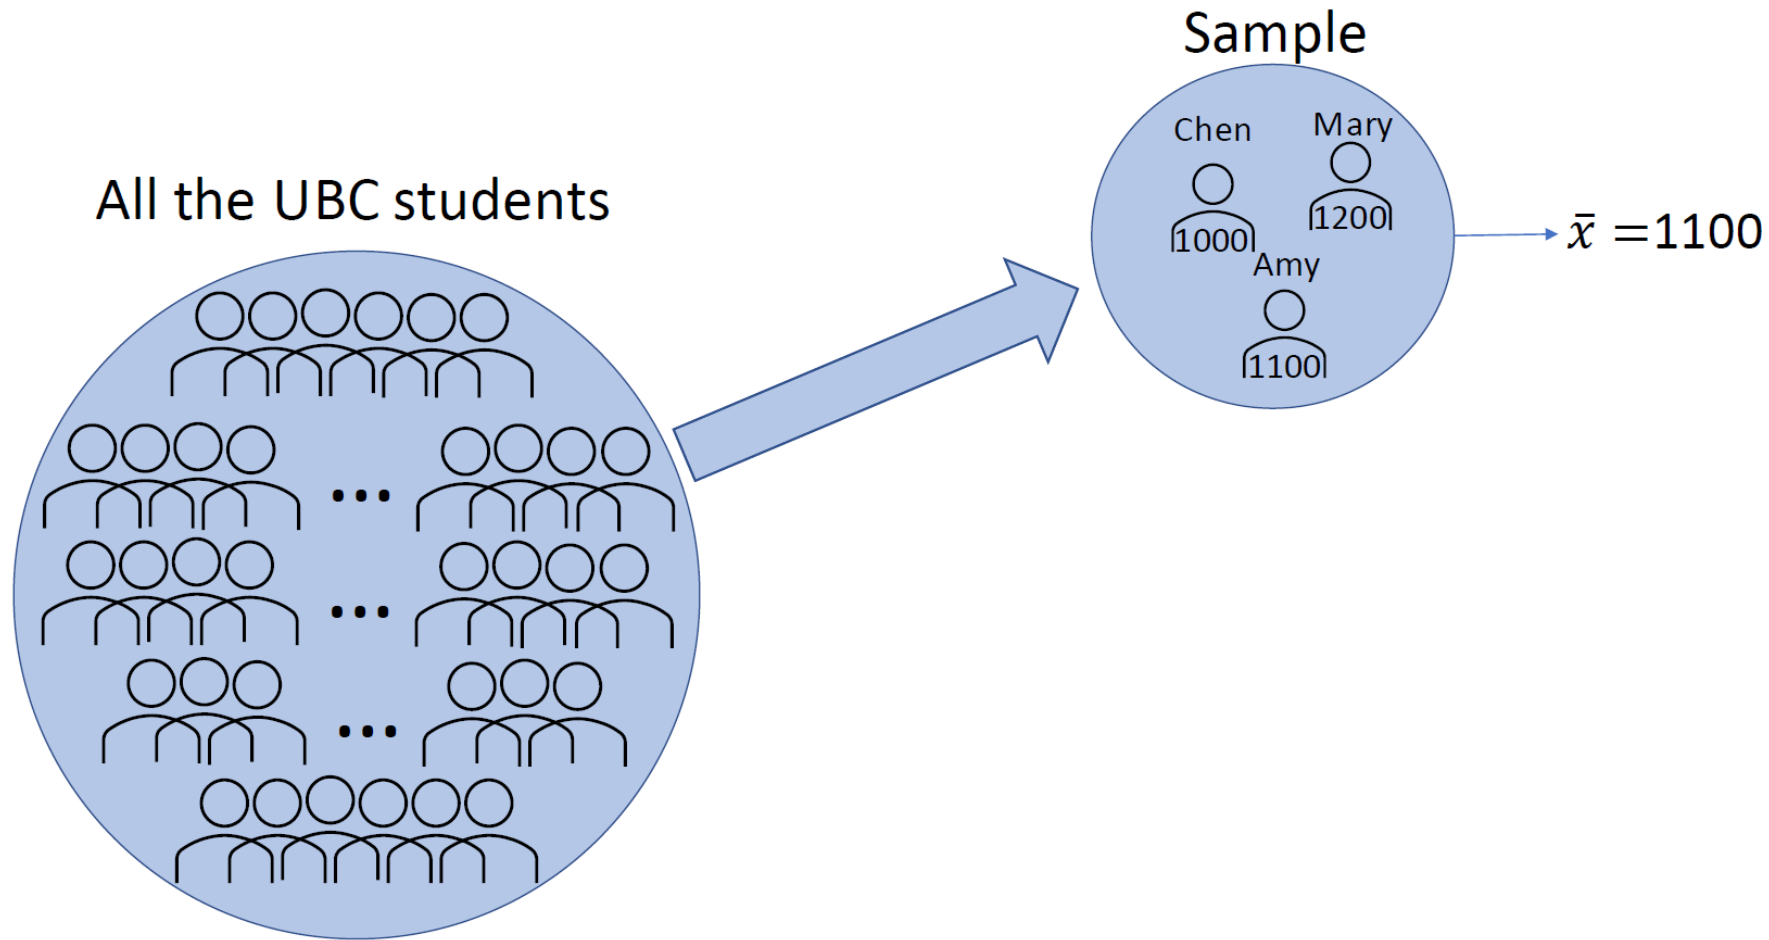 All the UBC students
...
...
...
Sample
Chen
Mary
1000
1200
Amy
1100
x̄ =1100